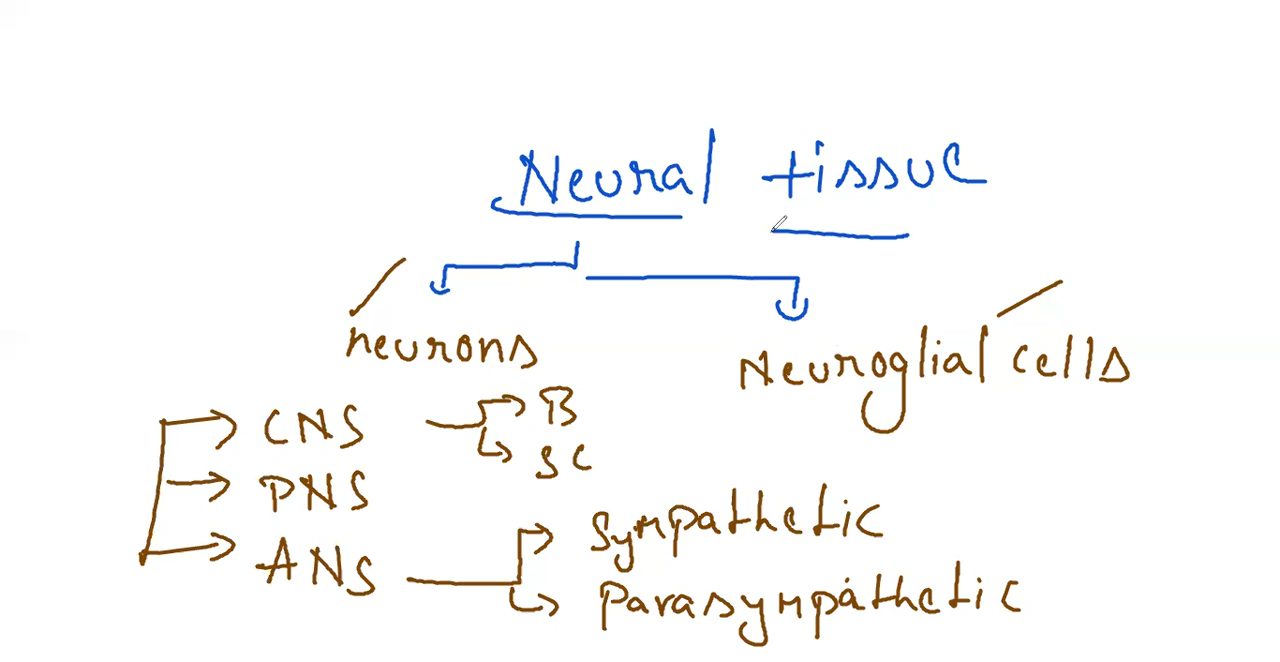 Neural tissue
neurons
Neuroglial cells
CNS
B
SC
PNS
ANS
Sympathetic
Parasympathetic